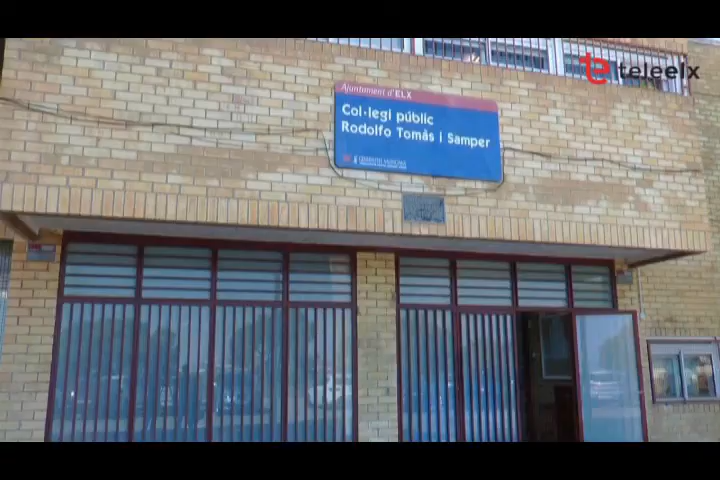 teleelx
Ajuntament d'ELX
Col·legi públic
Rodolfo Tomàs i Samper
GENERALITAT VALENCIANA